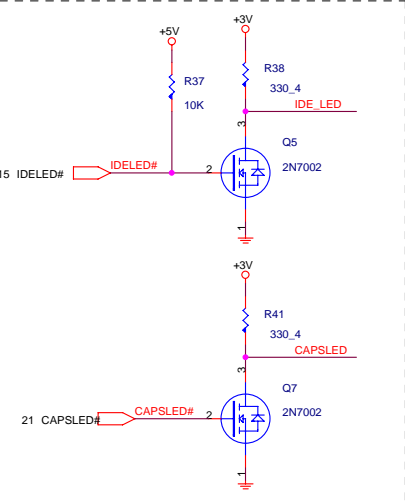 +5V
+3V
R37
10K
R38
330_4
IDE_LED
3
Q5
2N7002
15 IDELED#
IDELED#
2
1
+3V
R41
330_4
CAPSLED
3
Q7
2N7002
21 CAPSLED#
CAPSLED#
2
1